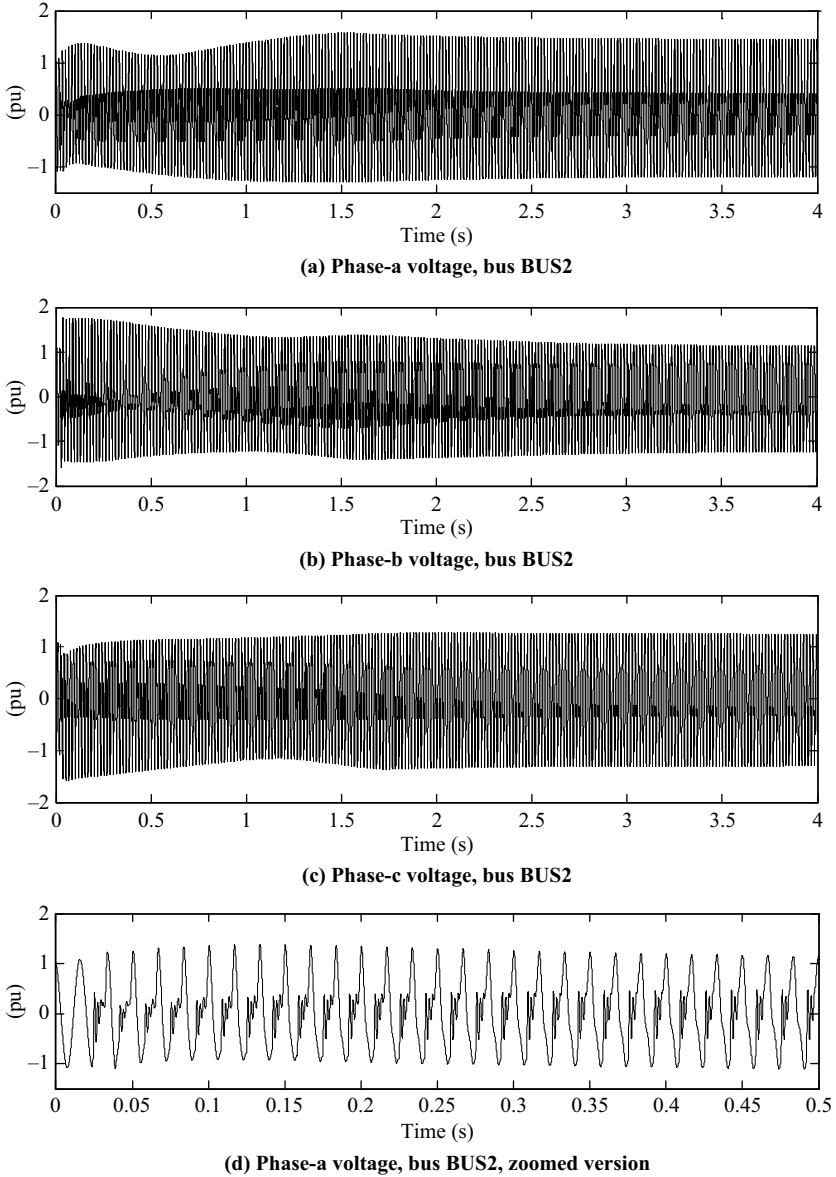 2
1
0
−1
(pu)
0 0.5 1 1.5 2 2.5 3 3.5 4
Time (s)
(a) Phase-a voltage, bus BUS2
2
1
0
−1
−2
(pu)
0 0.5 1 1.5 2 2.5 3 3.5 4
Time (s)
(b) Phase-b voltage, bus BUS2
2
1
0
−1
−2
(pu)
0 0.5 1 1.5 2 2.5 3 3.5 4
Time (s)
(c) Phase-c voltage, bus BUS2
2
1
0
−1
(pu)
0 0.05 0.1 0.15 0.2 0.25 0.3 0.35 0.4 0.45 0.5
Time (s)
(d) Phase-a voltage, bus BUS2, zoomed version